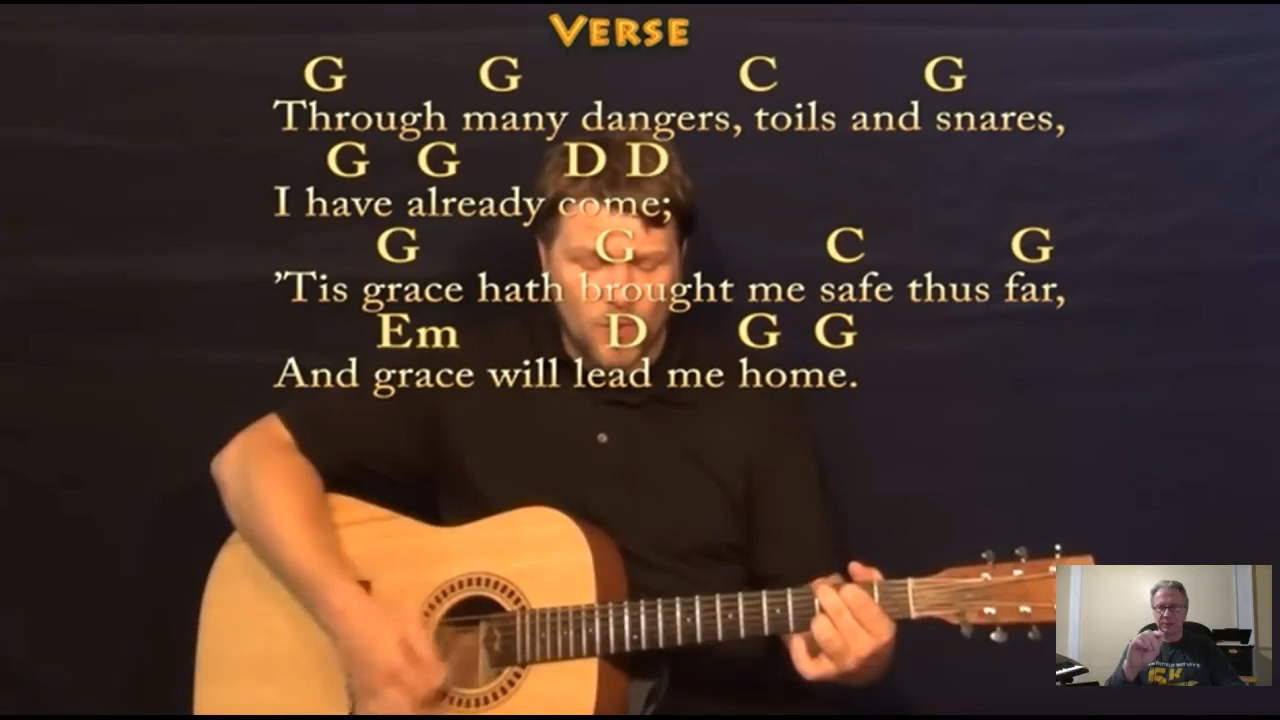 VERSE
G G C G
Through many dangers, toils and snares,
G G D D
I have already come;
G G C G
'Tis grace hath brought me safe thus far,
Em D G G
And grace will lead me home.
5K